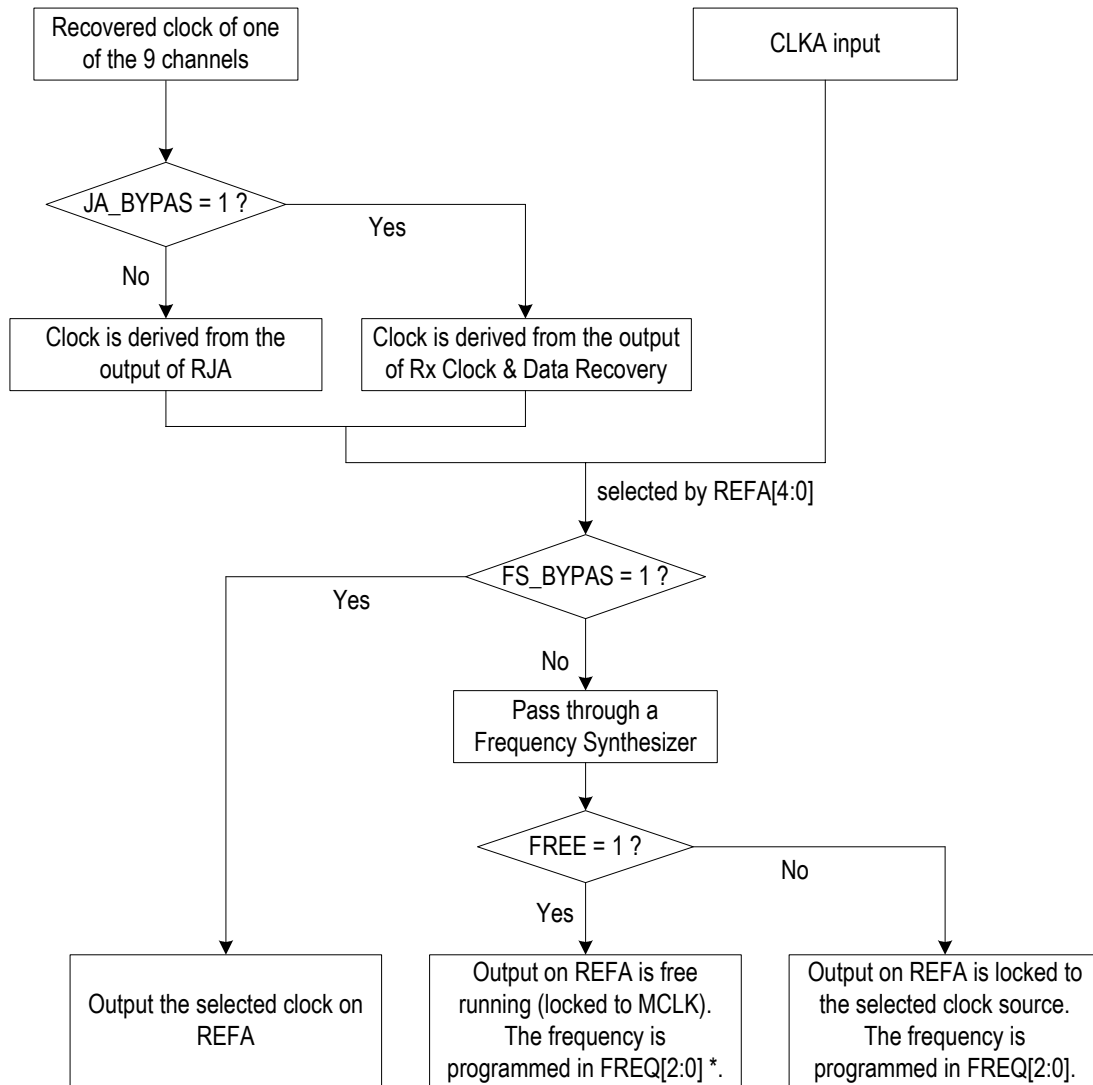 Recovered clock of one
of the 9 channels
CLKA input
JA_BYPAS = 1 ?
Yes
No
Clock is derived from the
output of RJA
Clock is derived from the output
of Rx Clock & Data Recovery
selected by REFA[4:0]
FS_BYPAS = 1 ?
Yes
No
Pass through a
Frequency Synthesizer
FREE = 1 ?
No
Yes
Output the selected clock on
REFA
Output on REFA is free
running (locked to MCLK).
The frequency is
programmed in FREQ[2:0] *.
Output on REFA is locked to
the selected clock source.
The frequency is
programmed in FREQ[2:0].